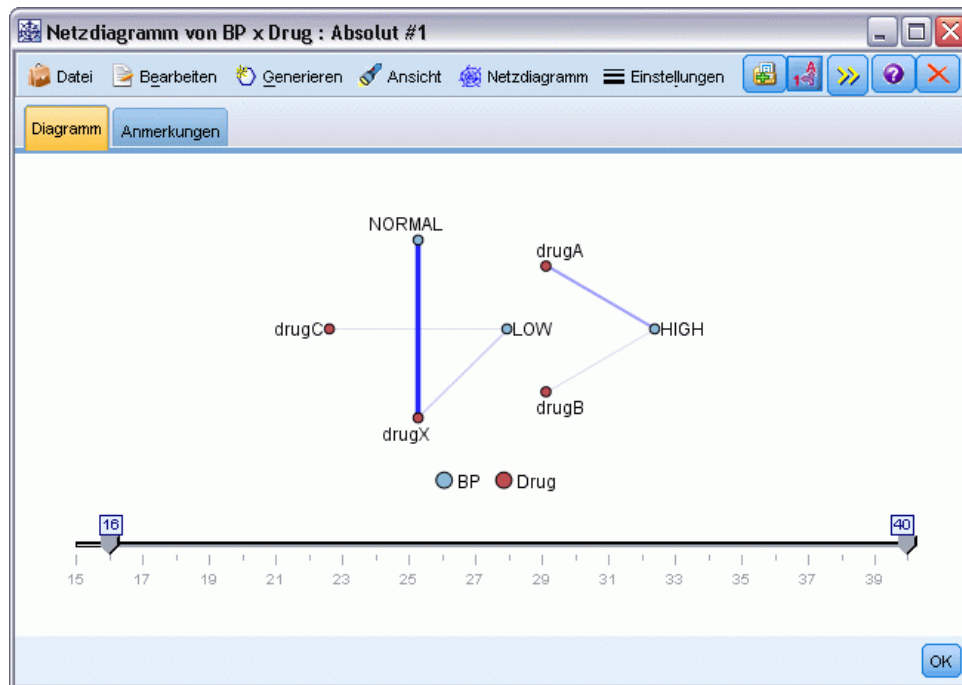 Netzdiagramm von BP x Drug : Absolut #1
Datei Bearbeiten Generieren Ansicht Netzdiagramm Einstellungen
Diagramm Anmerkungen
NORMAL
drugA
drugC LOW HIGH
drugB
drugX
BP Drug
16 40
15 17 19 21 23 25 27 29 31 33 35 37 39
OK